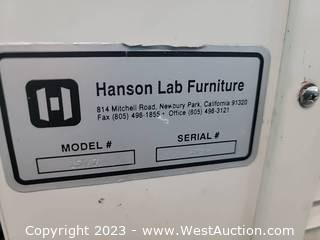 Hanson Lab Furniture
814 Mitchell Road, Newbury Park, California 91320
Fax (805) 498-1855 • Office (805) 498-3121
MODEL #
SERIAL #
Copyright 2023 - www.WestAuction.com